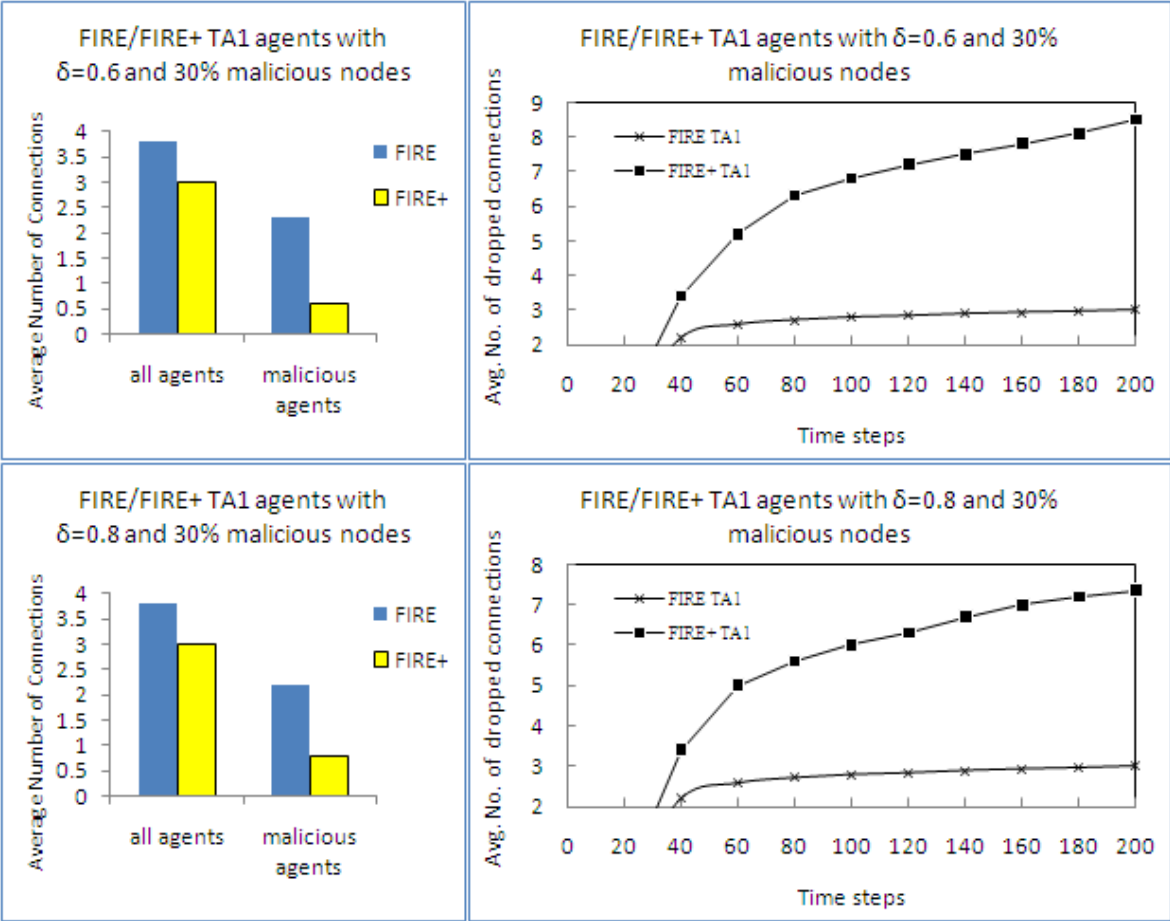 FIRE/FIRE+ TA1 agents with
δ=0.6 and 30% malicious nodes
Average Number of Connections
4
3.5
3
2.5
2
1.5
1
0.5
0
FIRE
FIRE+
all agents
malicious
agents
FIRE/FIRE+ TA1 agents with δ=0.6 and 30%
malicious nodes
Avg. No. of dropped connections
9
8
7
6
5
4
3
2
FIRE TA1
FIRE+ TA1
0 20 40 60 80 100 120 140 160 180 200
Time steps
FIRE/FIRE+ TA1 agents with
δ=0.8 and 30% malicious nodes
Average Number of Connections
4
3.5
3
2.5
2
1.5
1
0.5
0
FIRE
FIRE+
all agents
malicious
agents
FIRE/FIRE+ TA1 agents with δ=0.8 and 30%
malicious nodes
Avg. No. of dropped connections
8
7
6
5
4
3
2
FIRE TA1
FIRE+ TA1
0 20 40 60 80 100 120 140 160 180 200
Time steps